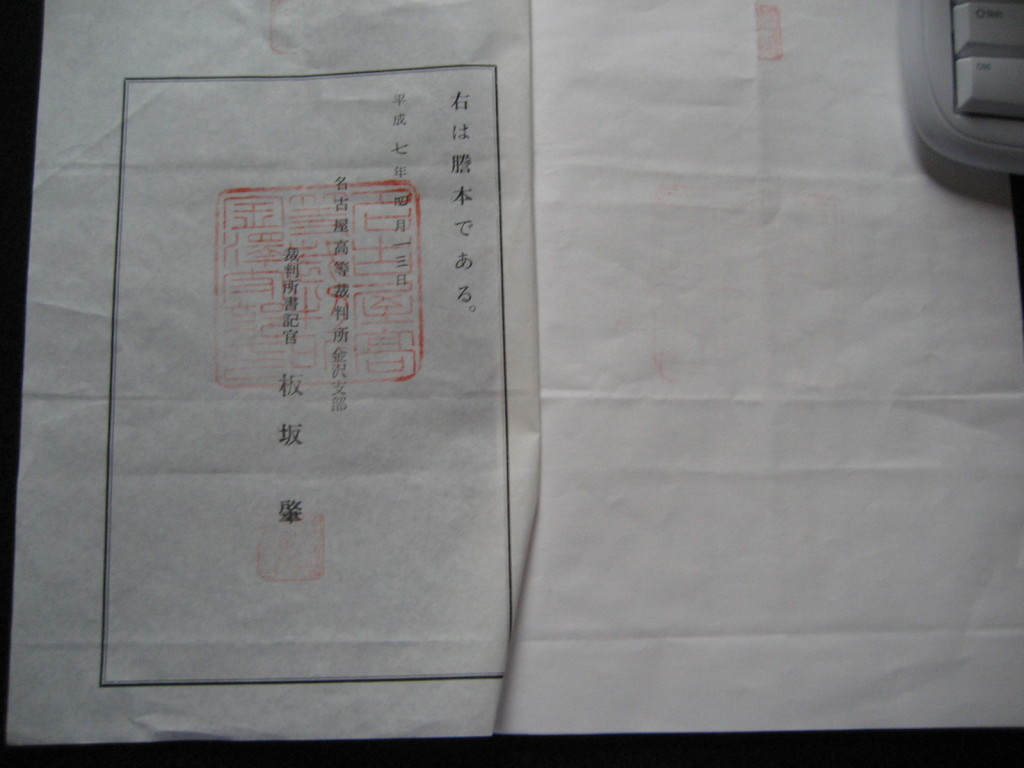 右は謄本である。
平成七年四月一三日
名古屋高等裁判所金沢支部
裁判所書記官 板坂肇
OK